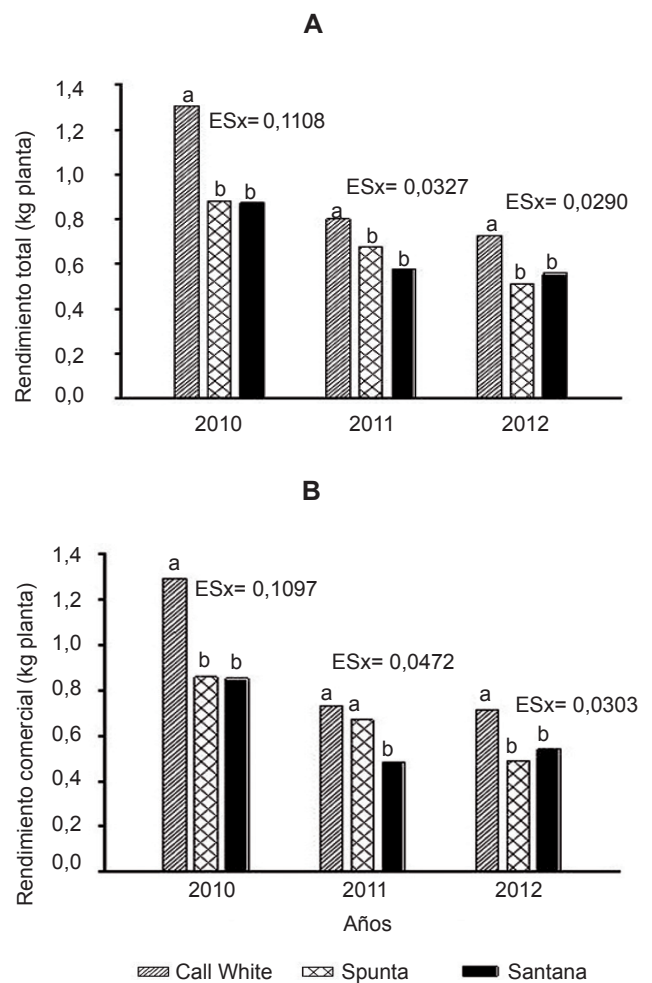 A
Rendimiento total (kg planta)
1,4
1,2
1,0
0,8
0,6
0,4
0,2
0,0
a
ESx= 0,1108
b b
ESx= 0,0327
a
b
b
ESx= 0,0290
a
b
b
2010 2011 2012
B
Rendimiento comercial (kg planta)
1,4
1,2
1,0
0,8
0,6
0,4
0,2
0,0
a
ESx= 0,1097
b b
ESx= 0,0472
a a
b
a
ESx= 0,0303
b
b
2010 2011 2012
Años
Call White Spunta Santana